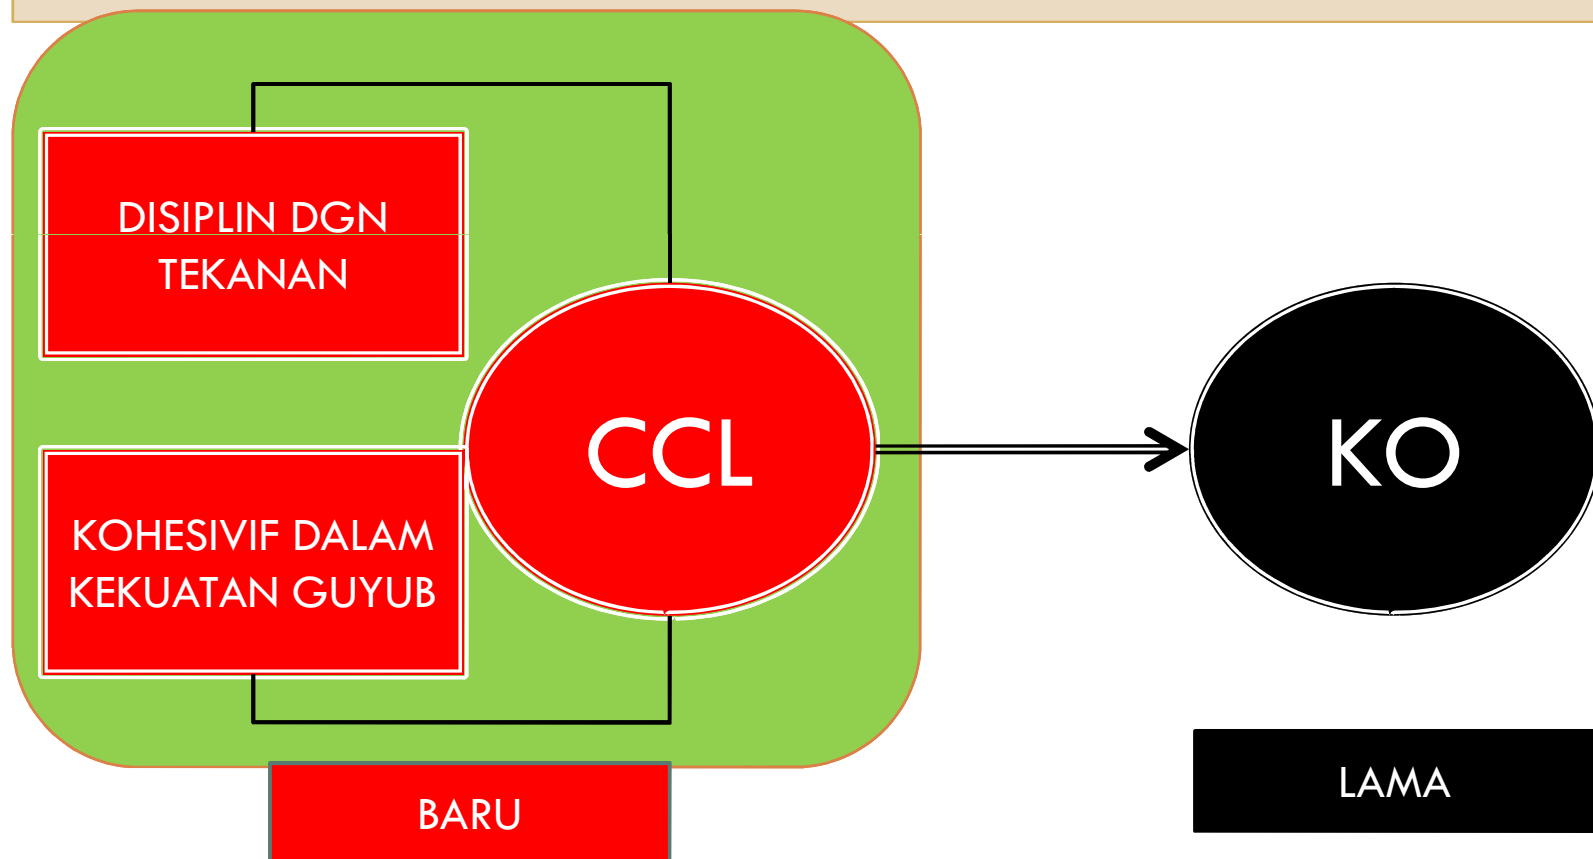 DISIPLIN DGN
TEKANAN
KOHESIVIF DALAM
KEKUATAN GUYUB
CCL
KO
BARU
LAMA